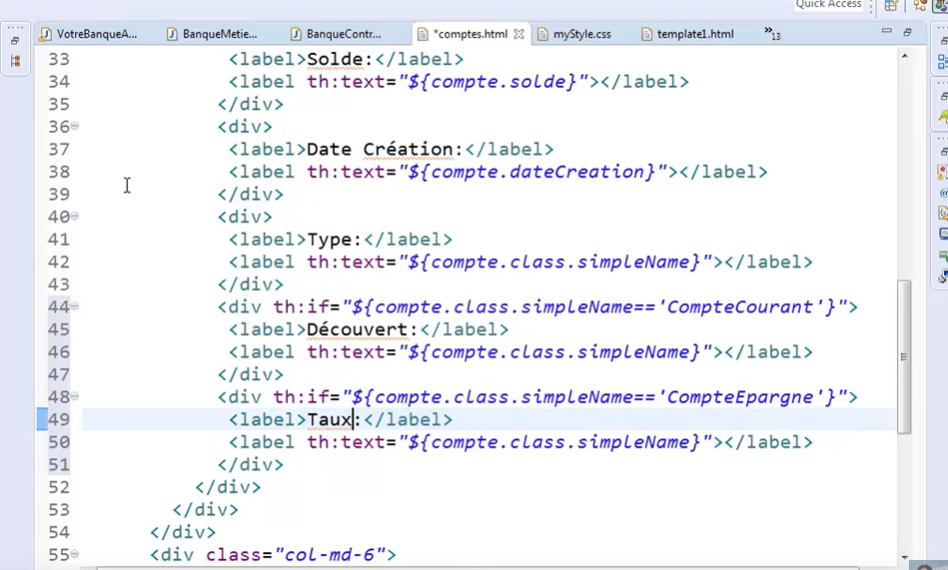 Quick Access
VotreBanqueA... BanqueMetie... BanqueContr... *comptes.html myStyle.css template1.html »13
33 <label>Solde:</label>
34 <label th:text="${compte.solde}"></label>
35 </div>
36 <div>
37 <label>Date Création:</label>
38 <label th:text="${compte.dateCreation}"></label>
39 </div>
40 <div>
41 <label>Type:</label>
42 <label th:text="${compte.class.simpleName}"></label>
43 </div>
44 <div th:if="${compte.class.simpleName=='CompteCourant'}">
45 <label>Découvert:</label>
46 <label th:text="${compte.class.simpleName}"></label>
47 </div>
48 <div th:if="${compte.class.simpleName=='CompteEpargne'}">
49 <label>Taux:</label>
50 <label th:text="${compte.class.simpleName}"></label>
51 </div>
52 </div>
53 </div>
54 </div>
55 <div class="col-md-6">